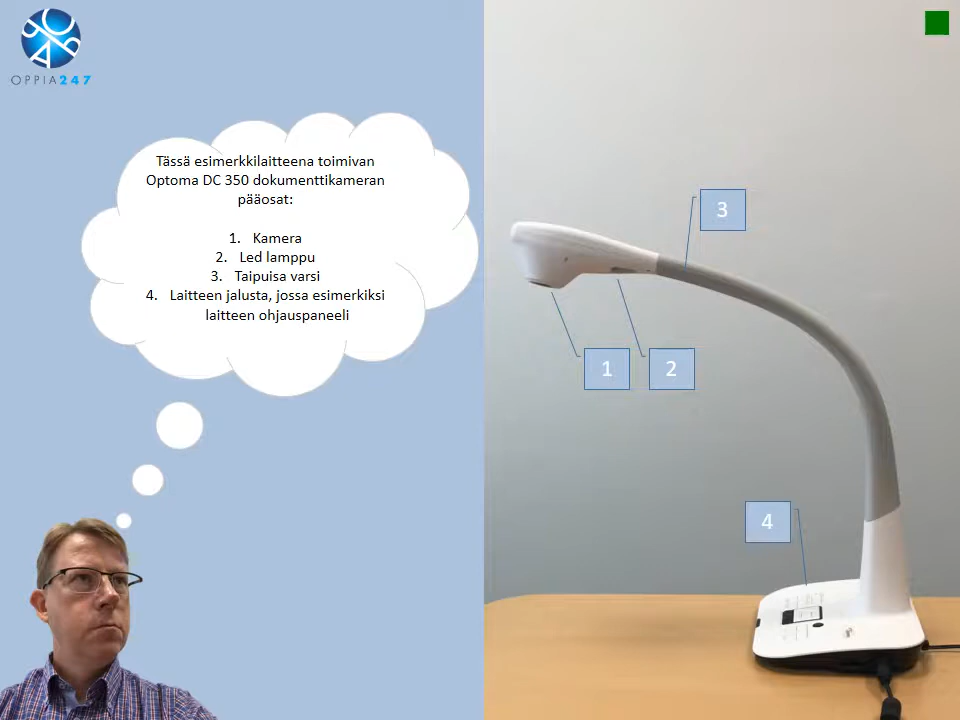 OPPIA247
Tässä esimerkkilaitteena toimivan
Optoma DC 350 dokumenttikameran
pääosat:
1. Kamera
2. Led lamppu
3. Taipuisa varsi
4. Laitteen jalusta, jossa esimerkiksi
laitteen ohjauspaneeli
3
1
2
4